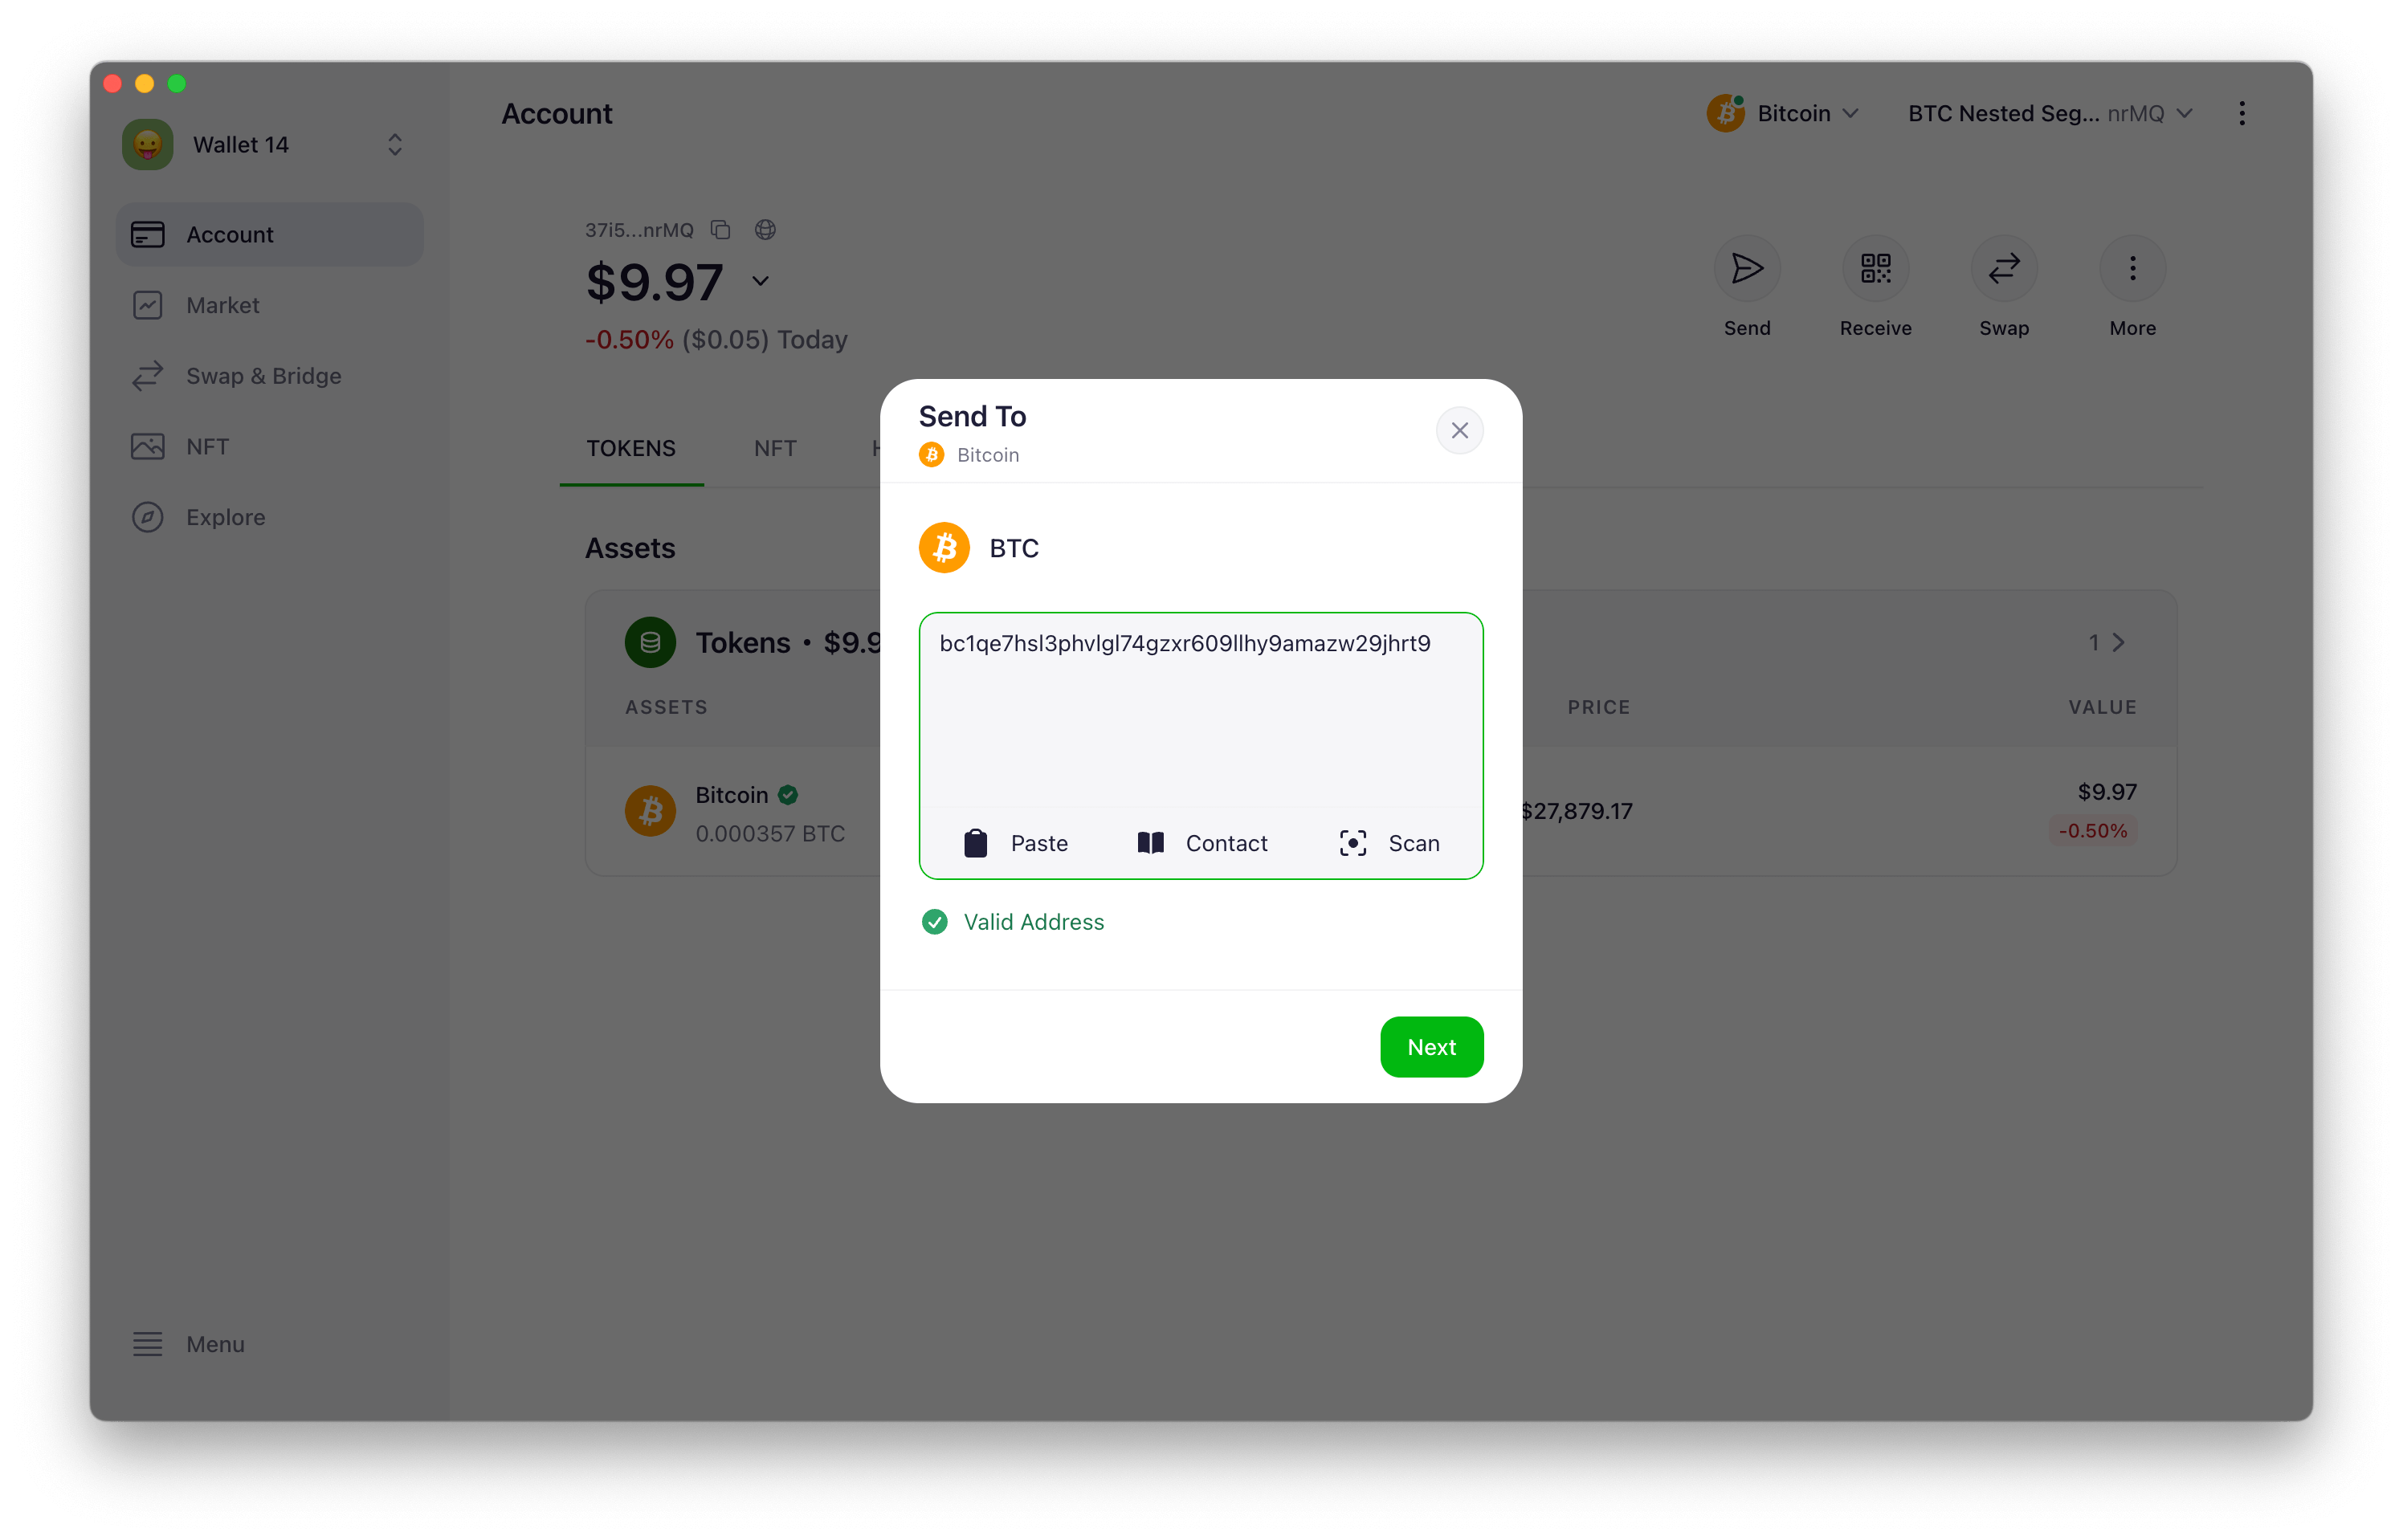 Wallet 14
Account
Market
Swap & Bridge
NFT
Explore
Menu
Account
Bitcoin
BTC Nested Seg... nrMQ
37i5...nrMQ
$9.97
-0.50% ($0.05) Today
Send
Receive
Swap
More
TOKENS
NFT
Assets
Tokens • $9.9
1
ASSETS
PRICE
VALUE
Bitcoin
0.000357 BTC
$27,879.17
$9.97
-0.50%
Send To
Bitcoin
BTC
bc1qe7hsl3phvlgl74gzxr609llhy9amazw29jhrt9
Paste
Contact
Scan
Valid Address
Next